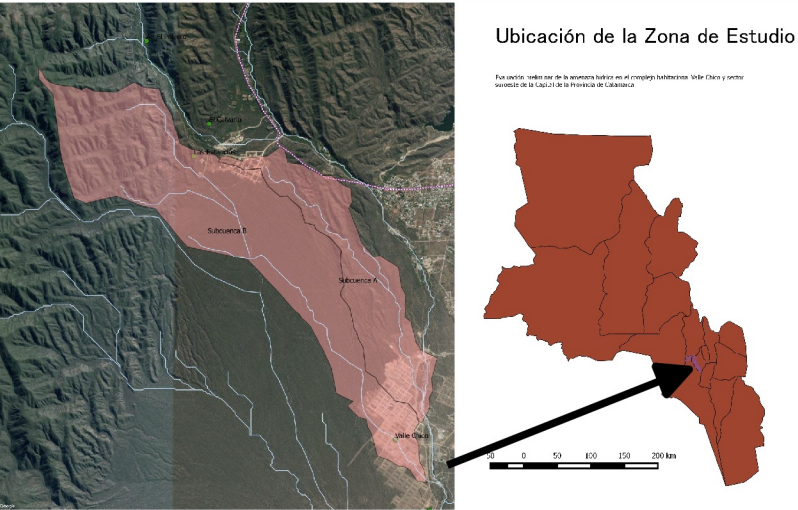 Ubicación de la Zona de Estudio
Evaluación preliminar de la amenaza hídrica en el complejo habitacional Valle Chico y sector
suroeste de la Capital de la Provincia de Catamarca
El Calvario
Subcuenca B
Subcuenca A
Valle Chico
50 0 50 100 150 200 km
Google